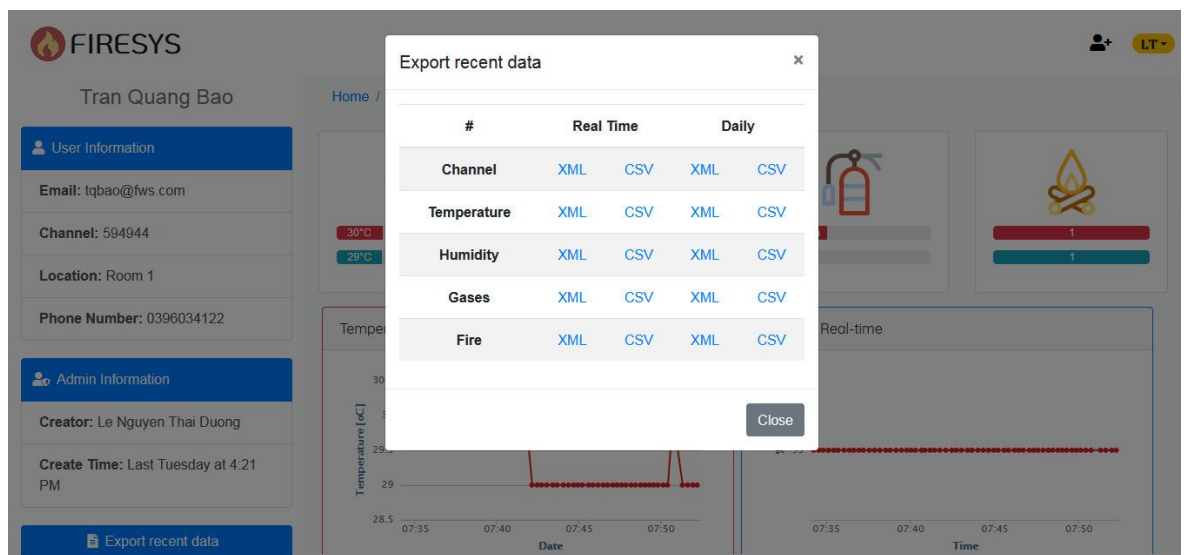 FIRESYS
LT
Tran Quang Bao
User Information
Email: tqbao@fws.com
Channel: 594944
Location: Room 1
Phone Number: 0396034122
Admin Information
Creator: Le Nguyen Thai Duong
Create Time: Last Tuesday at 4:21
PM
Export recent data
Home /
Export recent data ×
# Real Time Daily
Channel XML CSV XML CSV
Temperature XML CSV XML CSV
Humidity XML CSV XML CSV
Gases XML CSV XML CSV
Fire XML CSV XML CSV
Close
30°C
29°C
1
1
Real-time
Temperature [oC]
30
29
28.5
07:35 07:40 07:45 07:50
Date
07:35 07:40 07:45 07:50
Time